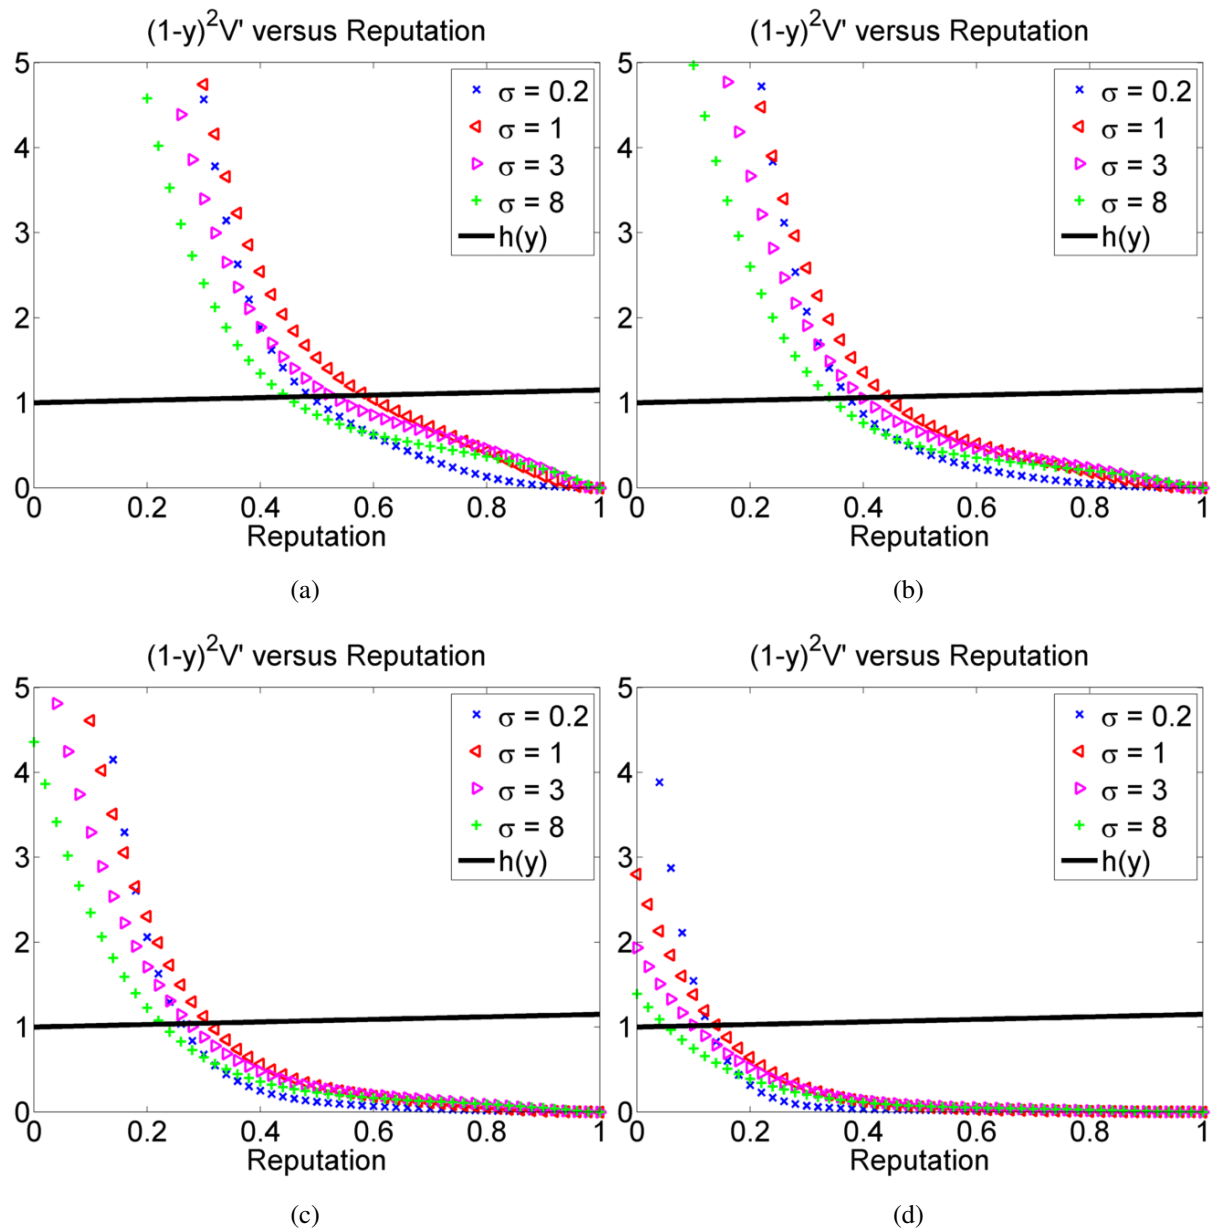 (1-y)²V' versus Reputation
5
4
3
2
1
0
σ = 0.2
σ = 1
σ = 3
σ = 8
h(y)
0 0.2 0.4 0.6 0.8 1
Reputation
(a)
(1-y)²V' versus Reputation
5
4
3
2
1
0
σ = 0.2
σ = 1
σ = 3
σ = 8
h(y)
0 0.2 0.4 0.6 0.8 1
Reputation
(b)
(1-y)²V' versus Reputation
5
4
3
2
1
0
σ = 0.2
σ = 1
σ = 3
σ = 8
h(y)
0 0.2 0.4 0.6 0.8 1
Reputation
(c)
(1-y)²V' versus Reputation
5
4
3
2
1
0
σ = 0.2
σ = 1
σ = 3
σ = 8
h(y)
0 0.2 0.4 0.6 0.8 1
Reputation
(d)